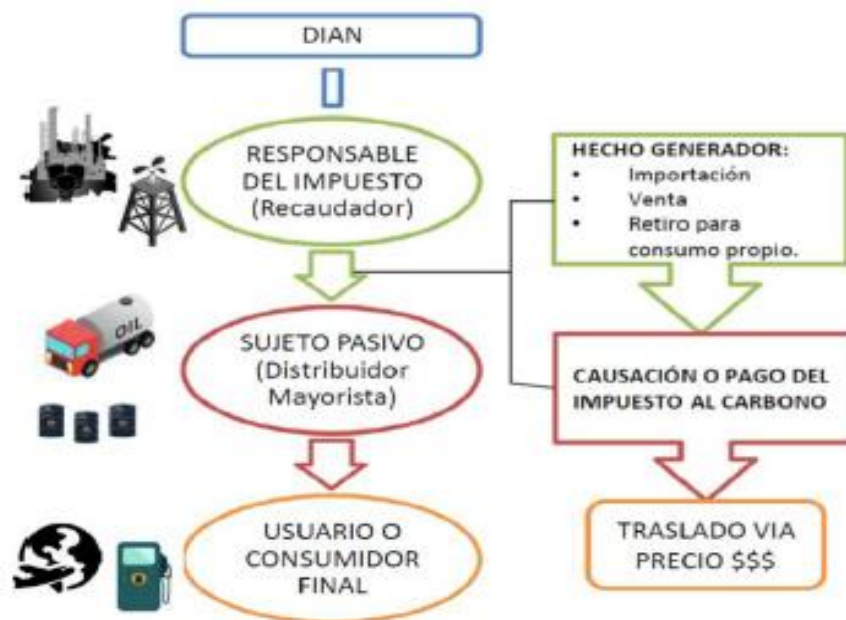 DIAN
RESPONSABLE
DEL IMPUESTO
(Recaudador)
HECHO GENERADOR:
• Importación
• Venta
• Retiro para
consumo propio.
OIL
SUJETO PASIVO
(Distribuidor
Mayorista)
CAUSACIÓN O PAGO DEL
IMPUESTO AL CARBONO
USUARIO O
CONSUMIDOR
FINAL
TRASLADO VIA
PRECIO $$$